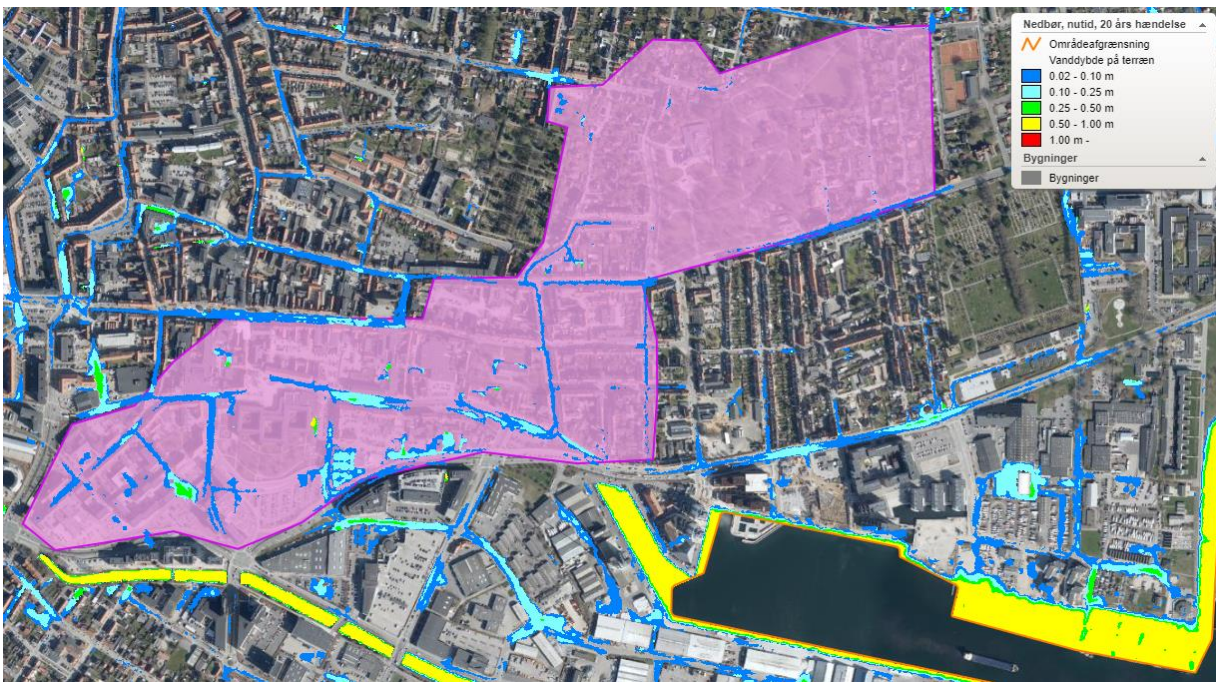 Nedbør, nutid, 20 års hændelse
Områdeafgrænsning
Vanddybde på terræn
0.02 - 0.10 m
0.10 - 0.25 m
0.25 - 0.50 m
0.50 - 1.00 m
1.00 m -
Bygninger
Bygninger